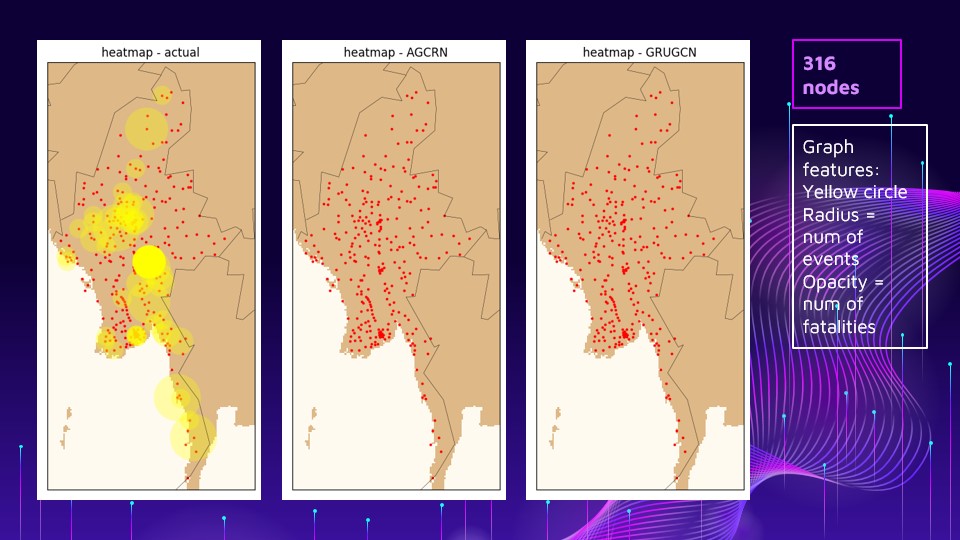 heatmap - actual
heatmap - AGCRN
heatmap - GRUGCN
316
nodes
Graph
features:
Yellow circle
Radius =
num of
events
Opacity =
num of
fatalities